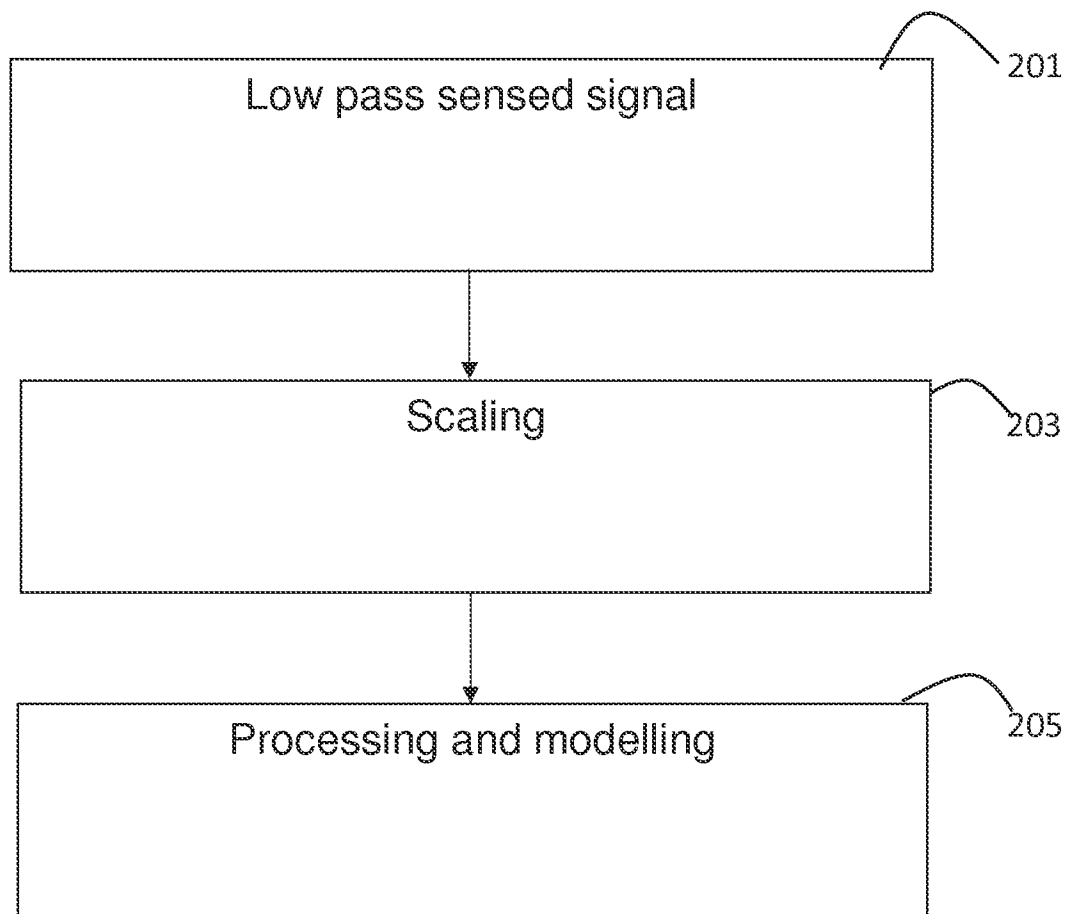 201
Low pass sensed signal
Scaling
203
Processing and modelling
205